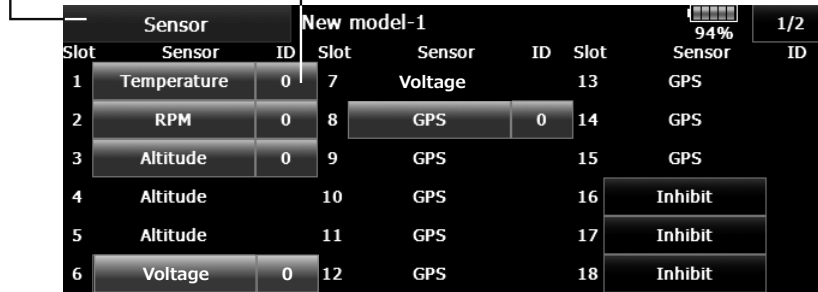 Sensor New model-1 94% 1/2
Slot Sensor ID Slot Sensor ID Slot Sensor ID
1 Temperature 0 7 Voltage 13 GPS
2 RPM 0 8 GPS 0 14 GPS
3 Altitude 0 9 GPS 15 GPS
4 Altitude 10 GPS 16 Inhibit
5 Altitude 11 GPS 17 Inhibit
6 Voltage 0 12 GPS 18 Inhibit